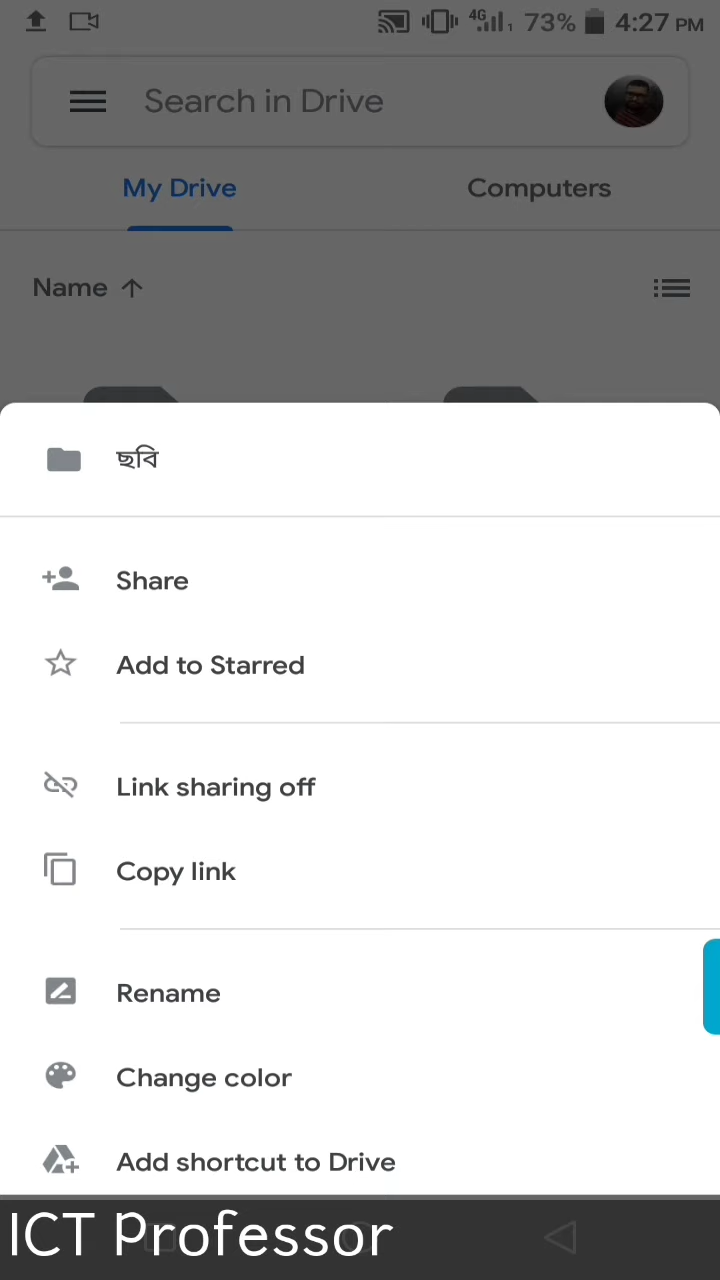 4G 1 73% 4:27 PM
Search in Drive
My Drive Computers
Name
ছবি
Share
Add to Starred
Link sharing off
Copy link
Rename
Change color
Add shortcut to Drive
ICT Professor